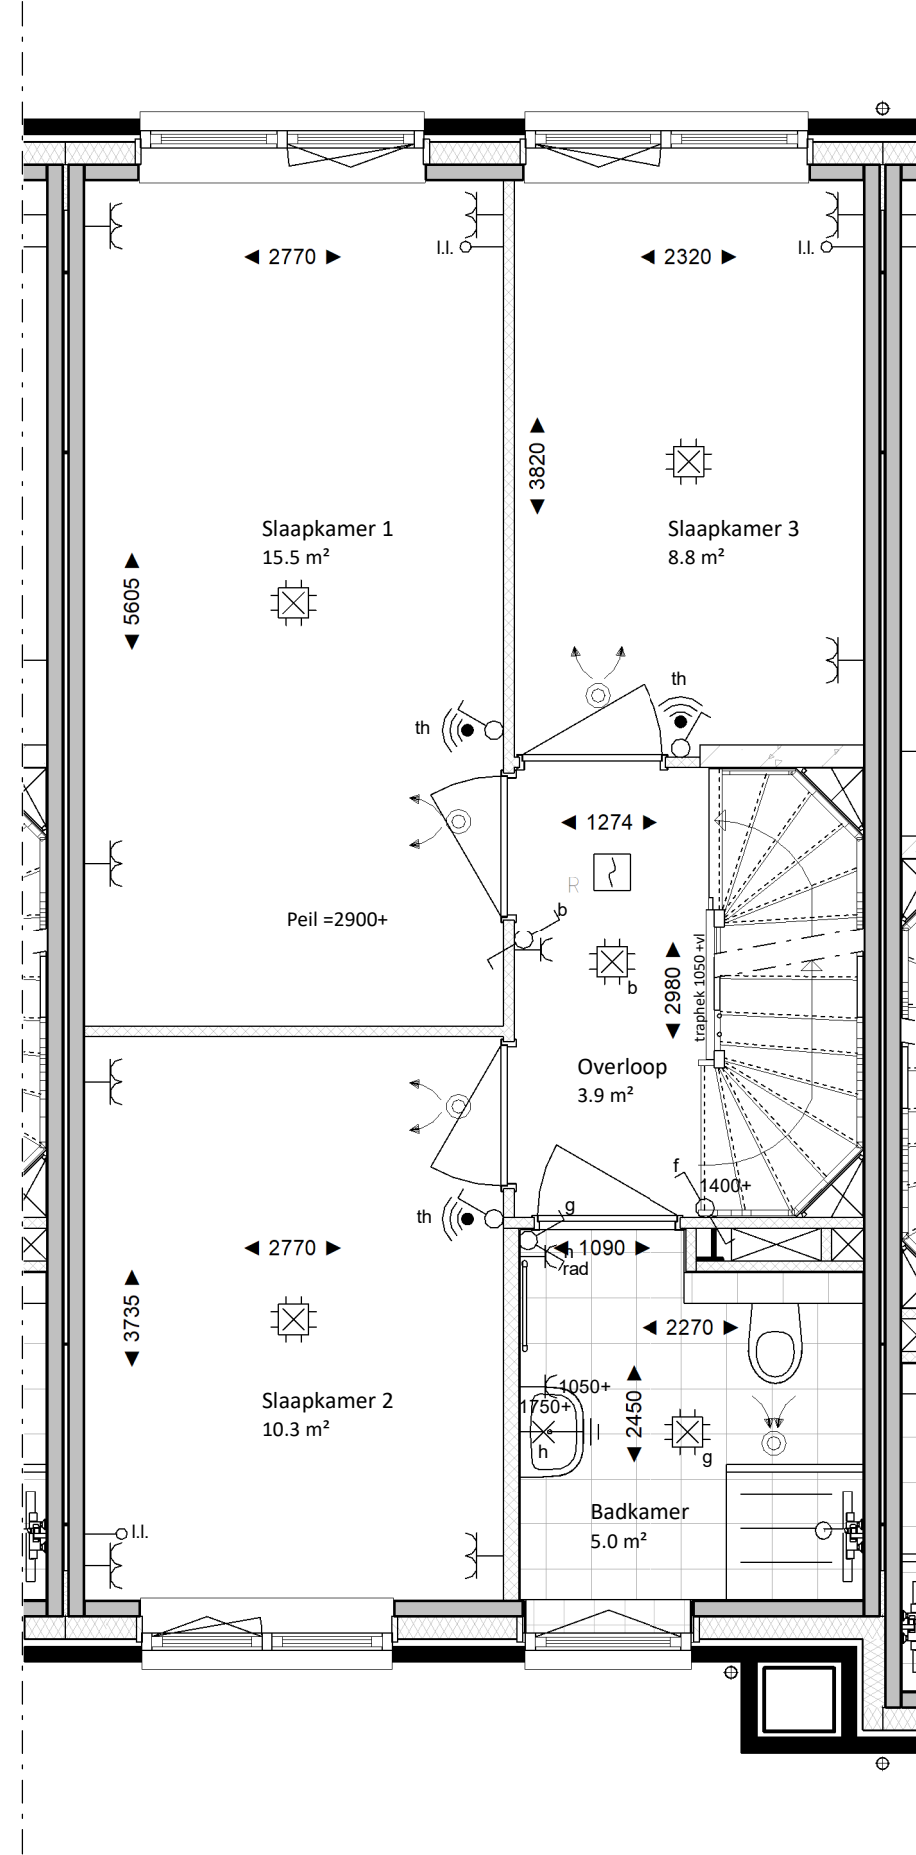 ◄ 2770 ►
◄ 2320 ►
l.l.
l.l.
◄ 3820 ►
Slaapkamer 1
15.5 m²
Slaapkamer 3
8.8 m²
◄ 5605 ►
th
th
◄ 1274 ►
R
b
Peil =2900+
b
◄ 2980 ►
traphek 1050 +vl
Overloop
3.9 m²
f
1400+
g
th
◄ 2770 ►
◄ 1090 ►
h
rad
◄ 3735 ►
◄ 2270 ►
1050+
1750+
◄ 2450 ►
Slaapkamer 2
10.3 m²
h
g
Badkamer
5.0 m²
l.l.